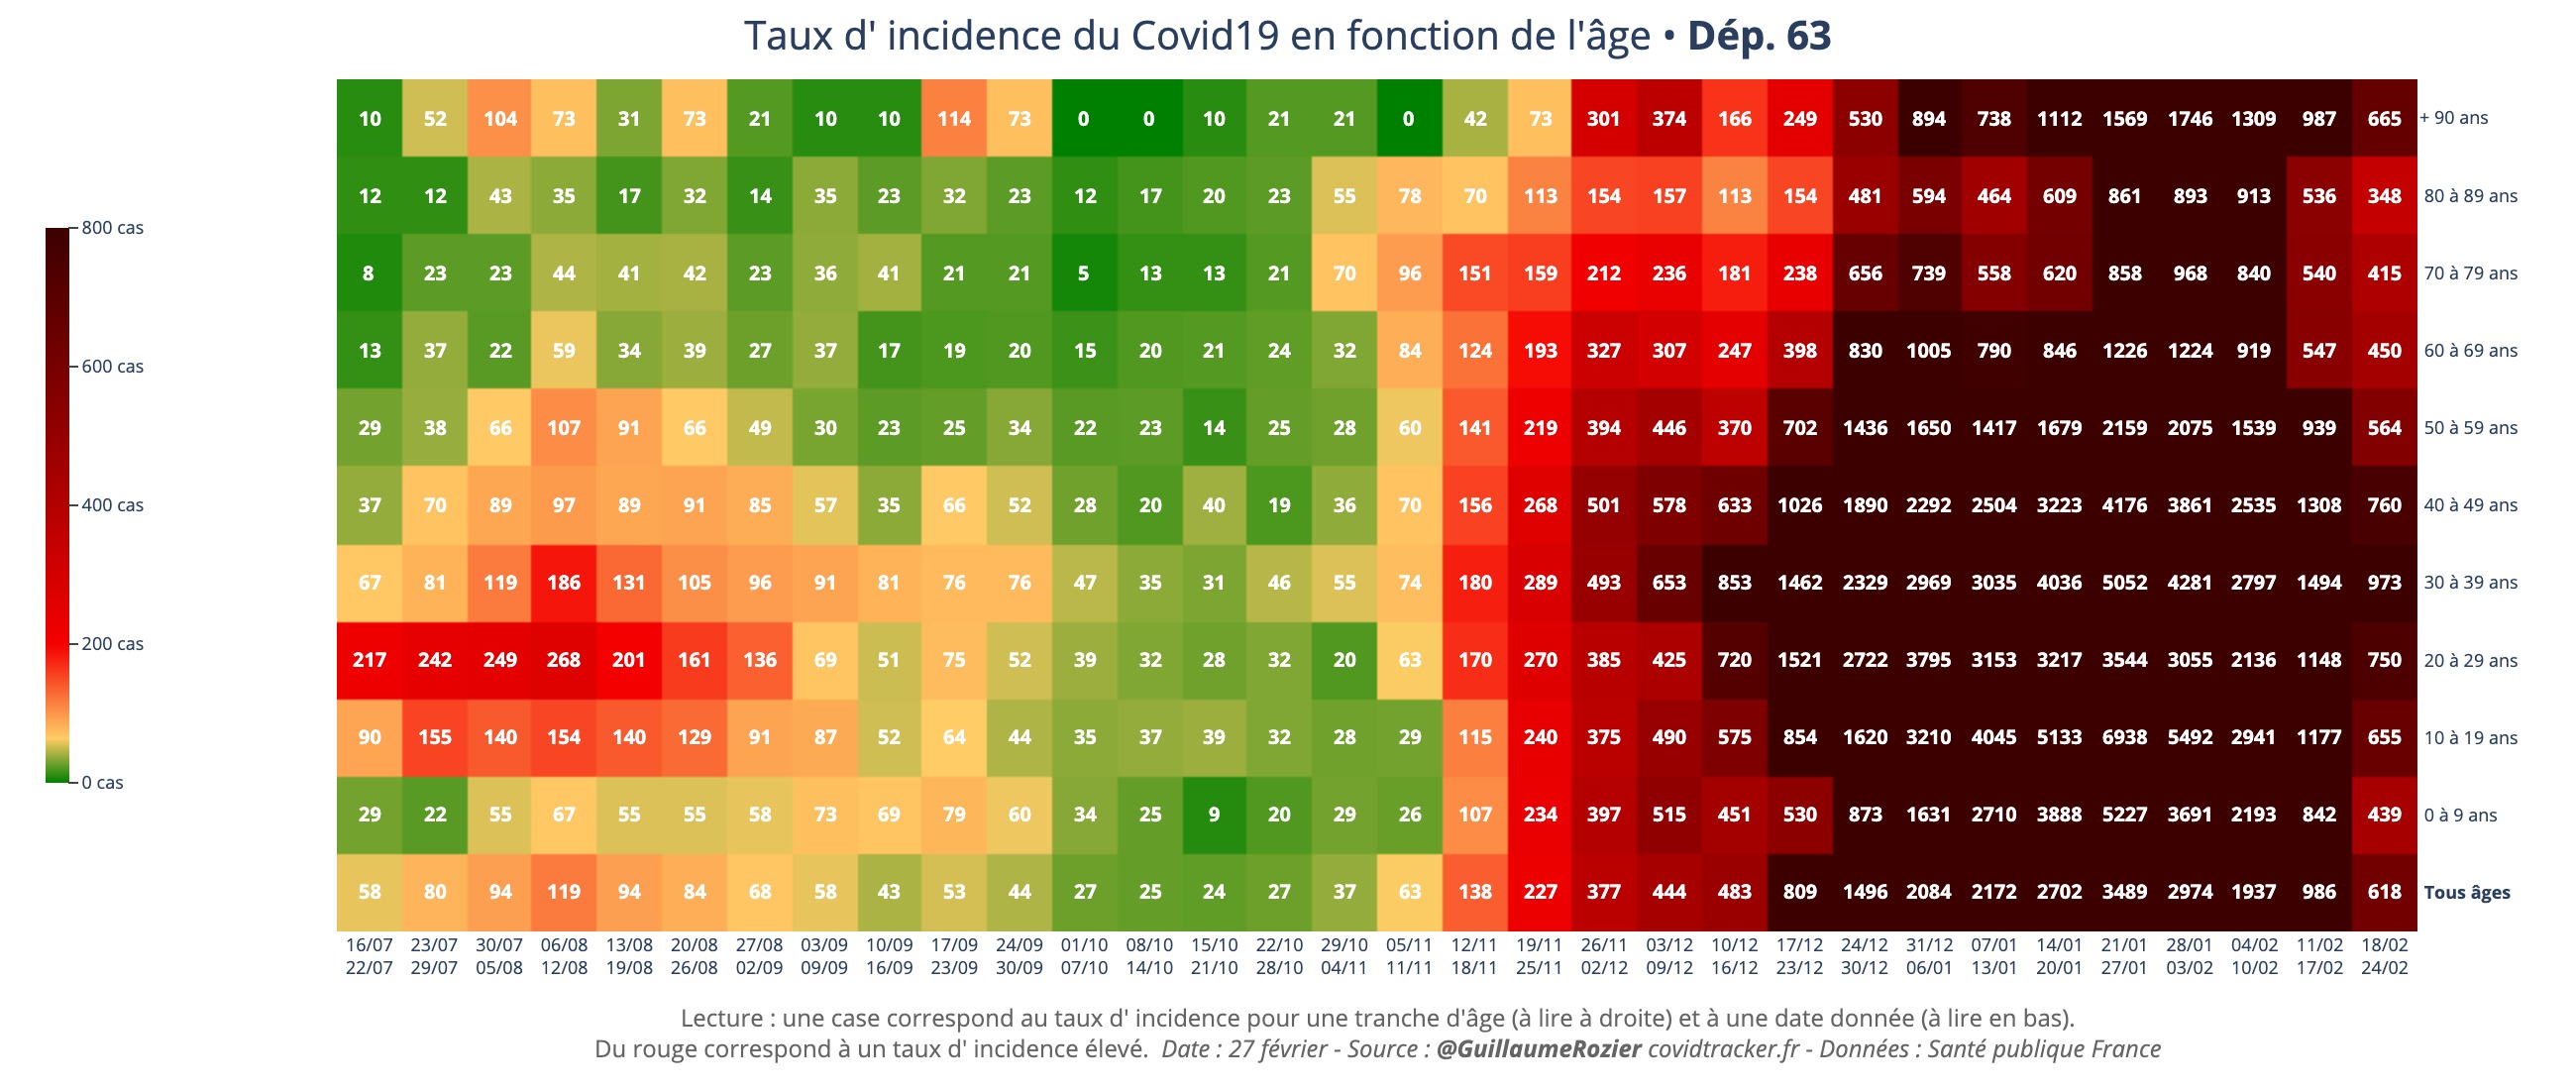 Taux d' incidence du Covid19 en fonction de l'âge • Dép. 63
800 cas
600 cas
400 cas
200 cas
0 cas
10 52 104 73 31 73 21 10 10 114 73 0 0 10 21 21 0 42 73 301 374 166 249 530 894 738 1112 1569 1746 1309 987 665 + 90 ans
12 12 43 35 17 32 14 35 23 32 23 12 17 20 23 55 78 70 113 154 157 113 154 481 594 464 609 861 893 913 536 348 80 à 89 ans
8 23 23 44 41 42 23 36 41 21 21 5 13 13 21 70 96 151 159 212 236 181 238 656 739 558 620 858 968 840 540 415 70 à 79 ans
13 37 22 59 34 39 27 37 17 19 20 15 20 21 24 32 84 124 193 327 307 247 398 830 1005 790 846 1226 1224 919 547 450 60 à 69 ans
29 38 66 107 91 66 49 30 23 25 34 22 23 14 25 28 60 141 219 394 446 370 702 1436 1650 1417 1679 2159 2075 1539 939 564 50 à 59 ans
37 70 89 97 89 91 85 57 35 66 52 28 20 40 19 36 70 156 268 501 578 633 1026 1890 2292 2504 3223 4176 3861 2535 1308 760 40 à 49 ans
67 81 119 186 131 105 96 91 81 76 76 47 35 31 46 55 74 180 289 493 653 853 1462 2329 2969 3035 4036 5052 4281 2797 1494 973 30 à 39 ans
217 242 249 268 201 161 136 69 51 75 52 39 32 28 32 20 63 170 270 385 425 720 1521 2722 3795 3153 3217 3544 3055 2136 1148 750 20 à 29 ans
90 155 140 154 140 129 91 87 52 64 44 35 37 39 32 28 29 115 240 375 490 575 854 1620 3210 4045 5133 6938 5492 2941 1177 655 10 à 19 ans
29 22 55 67 55 55 58 73 69 79 60 34 25 9 20 29 26 107 234 397 515 451 530 873 1631 2710 3888 5227 3691 2193 842 439 0 à 9 ans
58 80 94 119 94 84 68 58 43 53 44 27 25 24 27 37 63 138 227 377 444 483 809 1496 2084 2172 2702 3489 2974 1937 986 618 Tous âges
16/07 23/07 30/07 06/08 13/08 20/08 27/08 03/09 10/09 17/09 24/09 01/10 08/10 15/10 22/10 29/10 05/11 12/11 19/11 26/11 03/12 10/12 17/12 24/12 31/12 07/01 14/01 21/01 28/01 04/02 11/02 18/02
22/07 29/07 05/08 12/08 19/08 26/08 02/09 09/09 16/09 23/09 30/09 07/10 14/10 21/10 28/10 04/11 11/11 18/11 25/11 02/12 09/12 16/12 23/12 30/12 06/01 13/01 20/01 27/01 03/02 10/02 17/02 24/02
Lecture : une case correspond au taux d' incidence pour une tranche d'âge (à lire à droite) et à une date donnée (à lire en bas).
Du rouge correspond à un taux d' incidence élevé. Date : 27 février - Source : @GuillaumeRozier covidtracker.fr - Données : Santé publique France